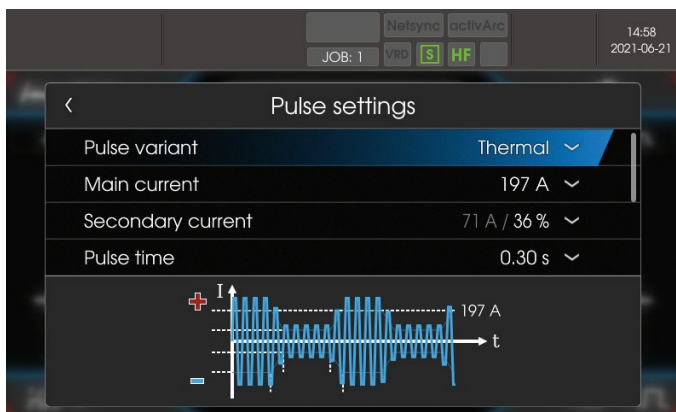 Netsync activArc
14:58
JOB: 1 VRD S HF
2021-06-21
Pulse settings
Pulse variant Thermal
Main current 197 A
Secondary current 71 A / 36 %
Pulse time 0.30 s
I
197 A
t